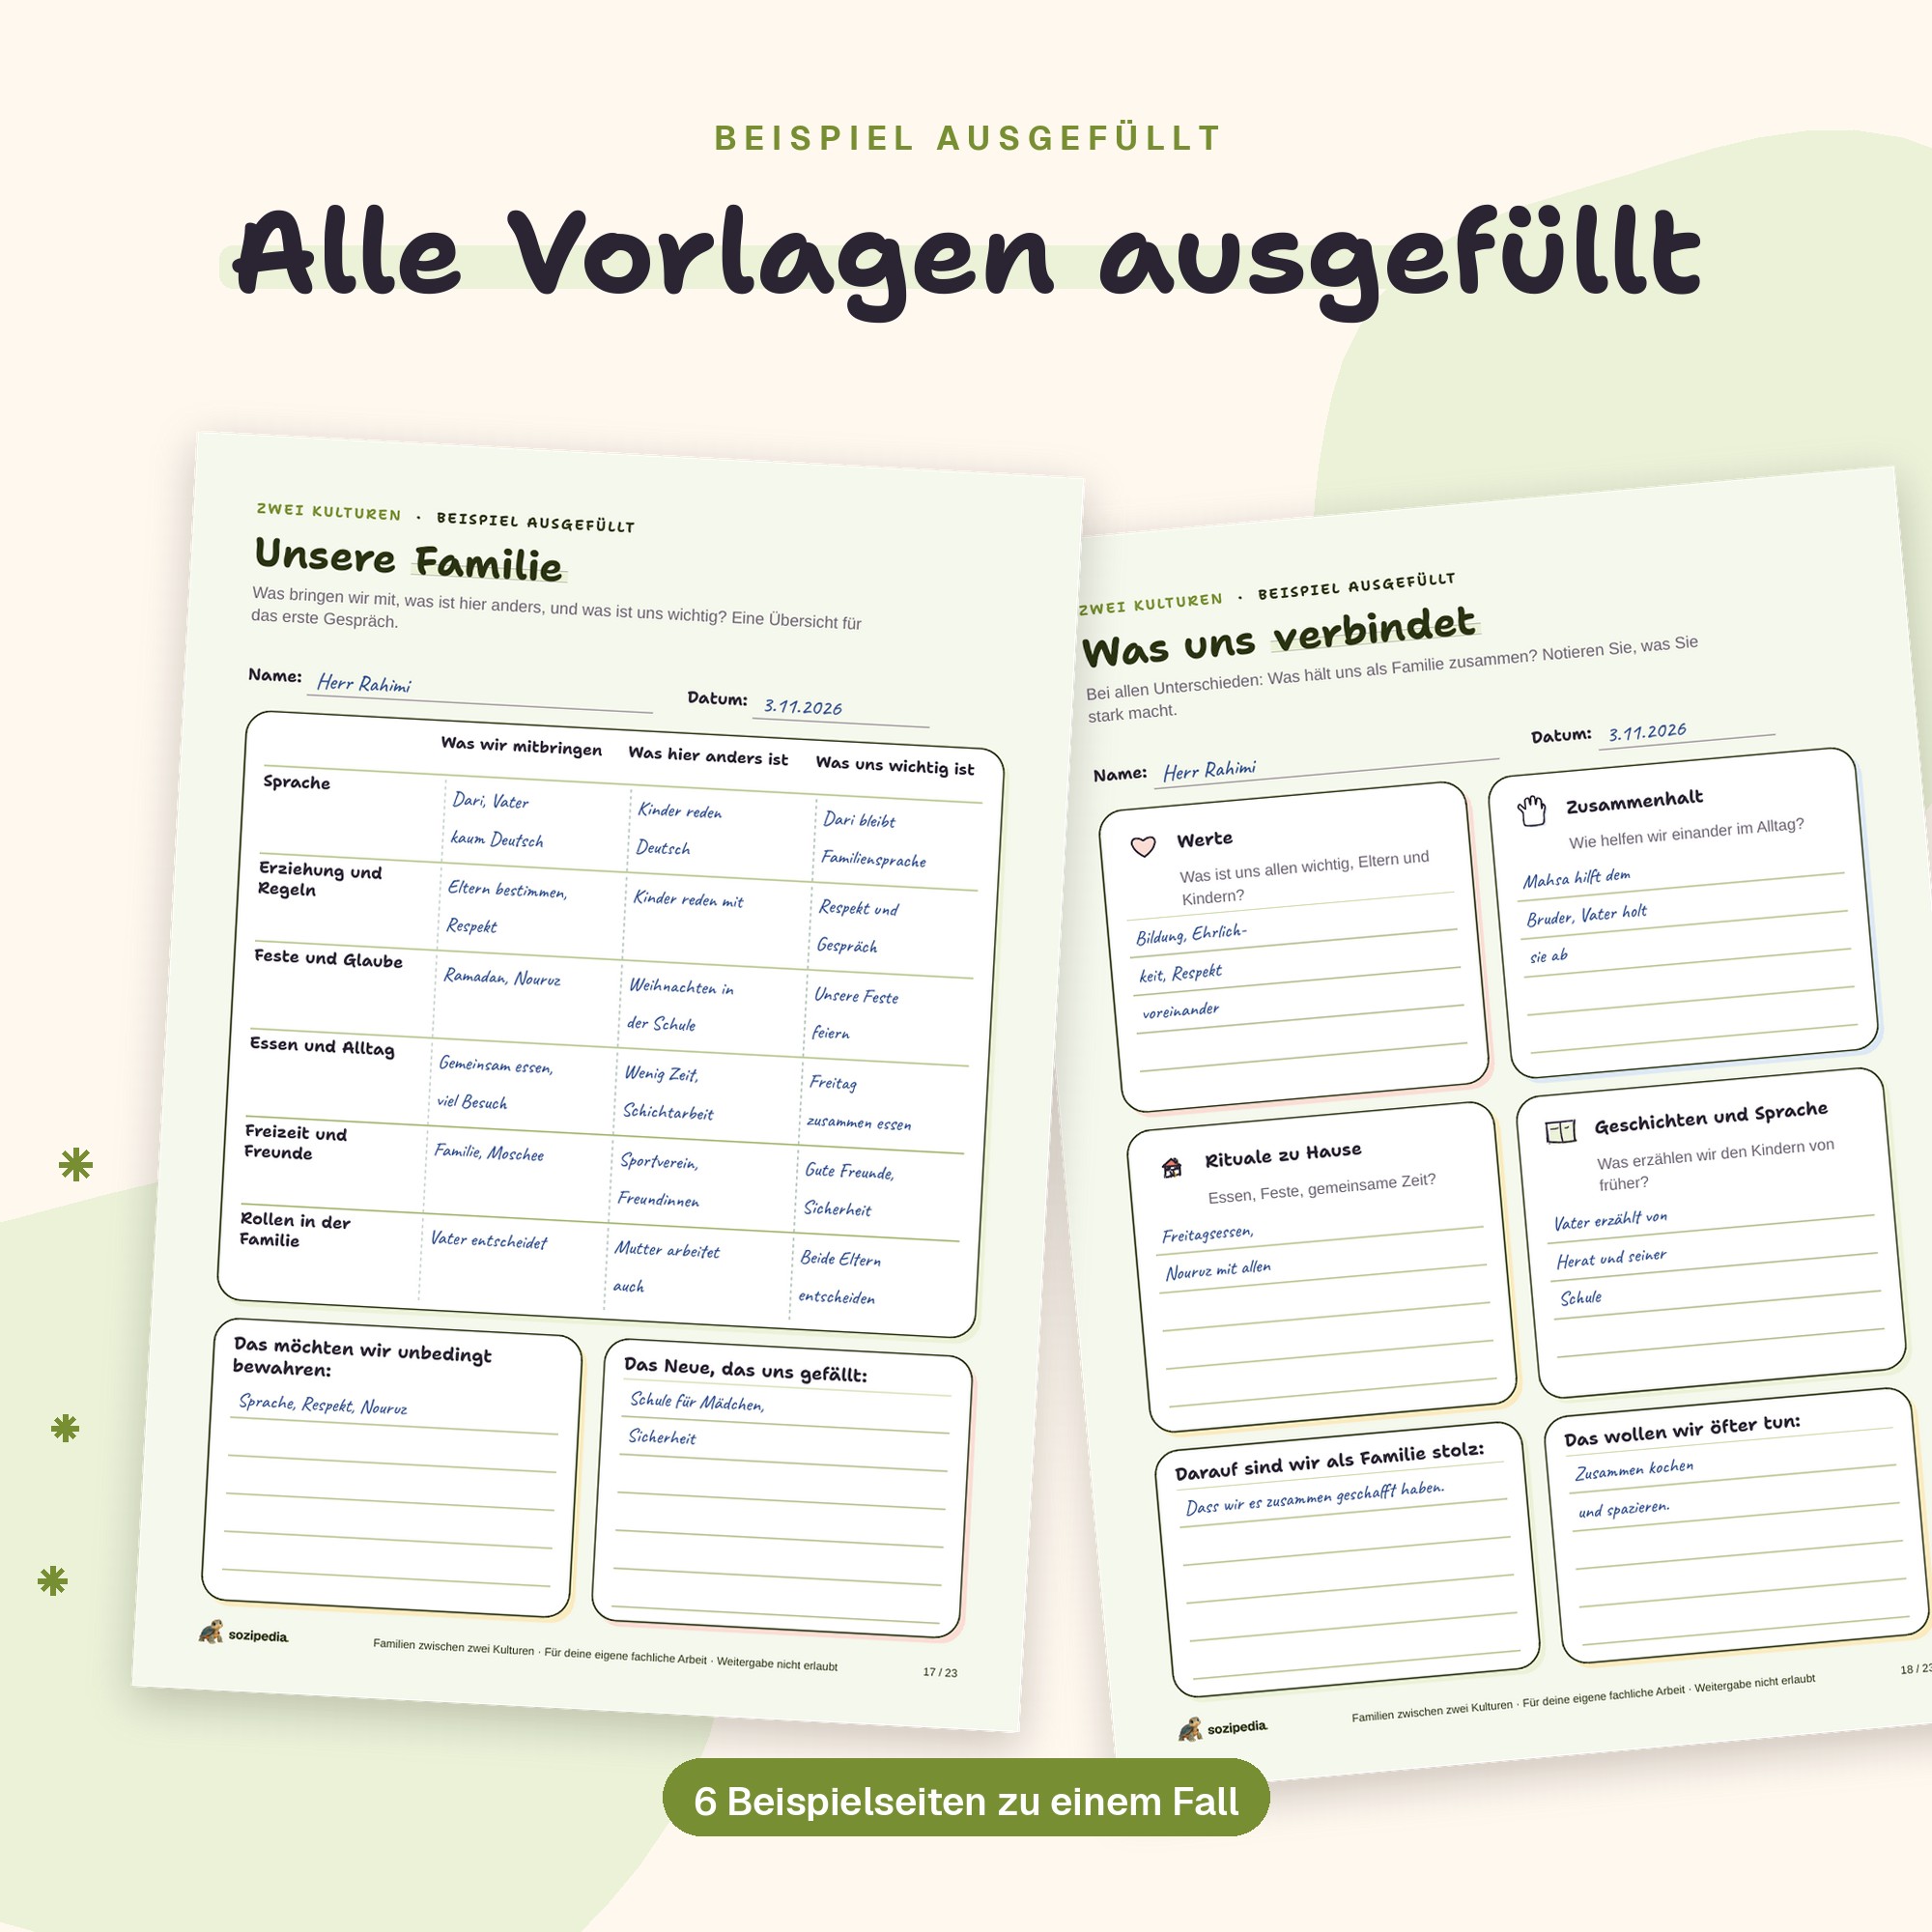 BEISPIEL AUSGEFÜLLT
Alle Vorlagen ausgefüllt
ZWEI KULTUREN · BEISPIEL AUSGEFÜLLT
Unsere Familie
Was bringen wir mit, was ist hier anders, und was ist uns wichtig? Eine Übersicht für
das erste Gespräch.
Name: Herr Rahimi Datum: 3.11.2026
Was wir mitbringen Was hier anders ist Was uns wichtig ist
Sprache
Dari, Vater
kaum Deutsch
Kinder reden
Deutsch
Dari bleibt
Familiensprache
Erziehung und
Regeln
Eltern bestimmen,
Respekt
Kinder reden mit
Respekt und
Gespräch
Feste und Glaube
Ramadan, Nouruz
Weihnachten in
der Schule
Unsere Feste
feiern
Essen und Alltag
Gemeinsam essen,
viel Besuch
Wenig Zeit,
Schichtarbeit
Freitag
zusammen essen
Freizeit und
Freunde
Familie, Moschee
Sportverein,
Freundinnen
Gute Freunde,
Sicherheit
Rollen in der
Familie
Vater entscheidet
Mutter arbeitet
auch
Beide Eltern
entscheiden
Das möchten wir unbedingt
bewahren:
Sprache, Respekt, Nouruz
Das Neue, das uns gefällt:
Schule für Mädchen,
Sicherheit
sozipedia.
Familien zwischen zwei Kulturen · Für deine eigene fachliche Arbeit · Weitergabe nicht erlaubt
17 / 23
ZWEI KULTUREN · BEISPIEL AUSGEFÜLLT
Was uns verbindet
Bei allen Unterschieden: Was hält uns als Familie zusammen? Notieren Sie, was Sie
stark macht.
Name: Herr Rahimi Datum: 3.11.2026
Werte
Was ist uns allen wichtig, Eltern und
Kindern?
Bildung, Ehrlich-
keit, Respekt
voreinander
Zusammenhalt
Wie helfen wir einander im Alltag?
Mahsa hilft dem
Bruder, Vater holt
sie ab
Rituale zu Hause
Essen, Feste, gemeinsame Zeit?
Freitagsessen,
Nouruz mit allen
Geschichten und Sprache
Was erzählen wir den Kindern von
früher?
Vater erzählt von
Herat und seiner
Schule
Darauf sind wir als Familie stolz:
Dass wir es zusammen geschafft haben.
Das wollen wir öfter tun:
Zusammen kochen
und spazieren.
sozipedia.
Familien zwischen zwei Kulturen · Für deine eigene fachliche Arbeit · Weitergabe nicht erlaubt
18 / 23
6 Beispielseiten zu einem Fall